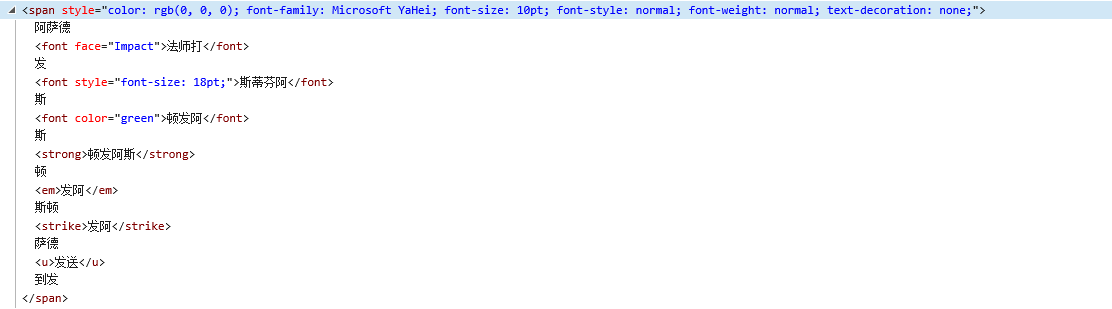 <span style="color: rgb(0, 0, 0); font-family: Microsoft YaHei; font-size: 10pt; font-style: normal; font-weight: normal; text-decoration: none;">
阿萨德
<font face="Impact">法师打</font>
发
<font style="font-size: 18pt;">斯蒂芬阿</font>
斯
<font color="green">顿发阿</font>
斯
<strong>顿发阿斯</strong>
顿
<em>发阿</em>
斯顿
<strike>发阿</strike>
萨德
<u>发送</u>
到发
</span>